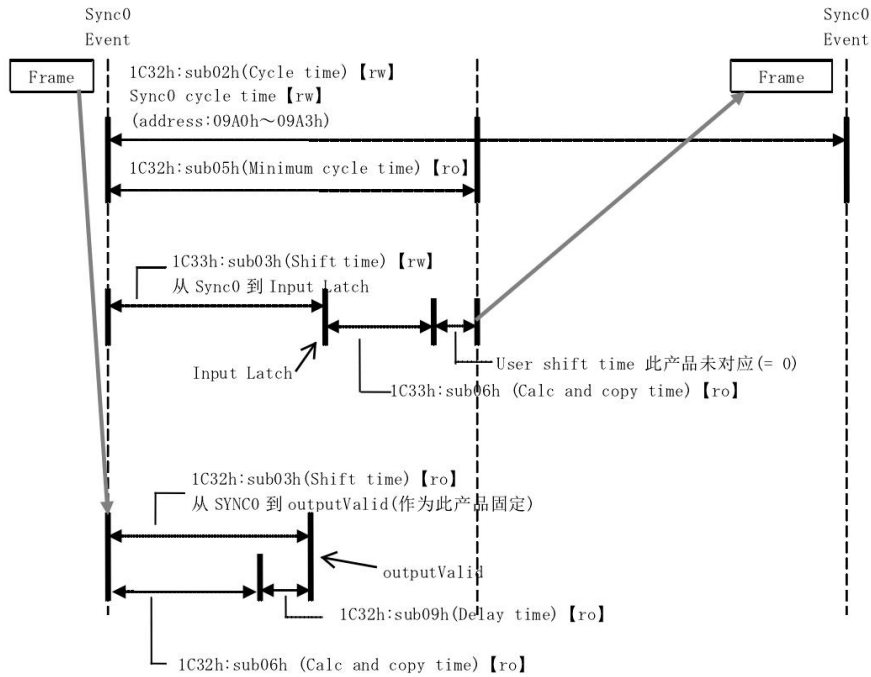 Sync0
Event
Sync0
Event
Frame
Frame
1C32h:sub02h(Cycle time)【rw】
Sync0 cycle time【rw】
(address:09A0h～09A3h)
1C32h:sub05h(Minimum cycle time)【ro】
1C33h:sub03h(Shift time)【rw】
从 Sync0 到 Input Latch
Input Latch
User shift time 此产品未对应(= 0)
1C33h:sub06h (Calc and copy time)【ro】
1C32h:sub03h(Shift time)【ro】
从 SYNC0 到 outputValid(作为此产品固定)
outputValid
1C32h:sub09h(Delay time)【ro】
1C32h:sub06h (Calc and copy time)【ro】